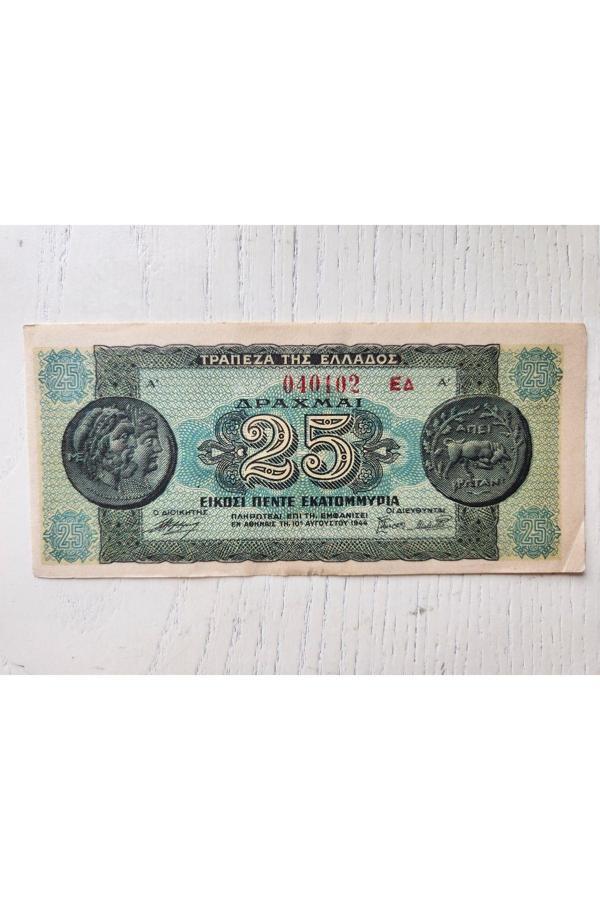 ΤΡΑΠΕΖΑ ΤΗΣ ΕΛΛΑΔΟΣ
25 25
Α' 040102 ΕΔ Α'
ΔΡΑΧΜΑΙ
25
ΑΠΕΙ
ΡΩΤΑΝ
ΕΙΚΟΣΙ ΠΕΝΤΕ ΕΚΑΤΟΜΜΥΡΙΑ
Ο ΔΙΟΙΚΗΤΗΣ ΠΛΗΡΩΤΕΑΙ ΕΠΙ ΤΗ ΕΜΦΑΝΙΣΕΙ ΟΙ ΔΙΕΥΘΥΝΤΑΙ
ΕΝ ΑΘΗΝΑΙΣ ΤΗ 10Η ΑΥΓΟΥΣΤΟΥ 1944
25 25